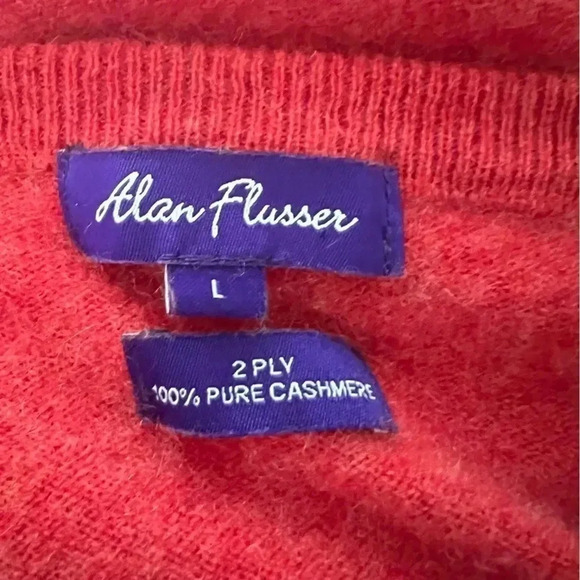 Alan Flusser
L
2 PLY
100% PURE CASHMERE